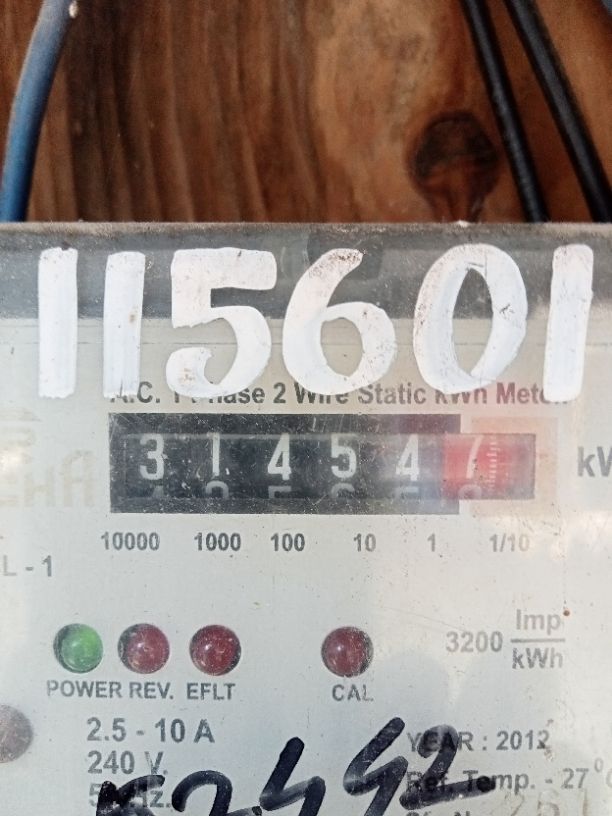 115601
A.C. 1 Phase 2 Wire Static kWh Meter
3 1 4 5 4 7
10000 1000 100 10 1 1/10
L - 1
3200 Imp/kWh
POWER REV. EFLT CAL
2.5 - 10 A
240 V.
YEAR : 2012
Ref. Temp. - 27°